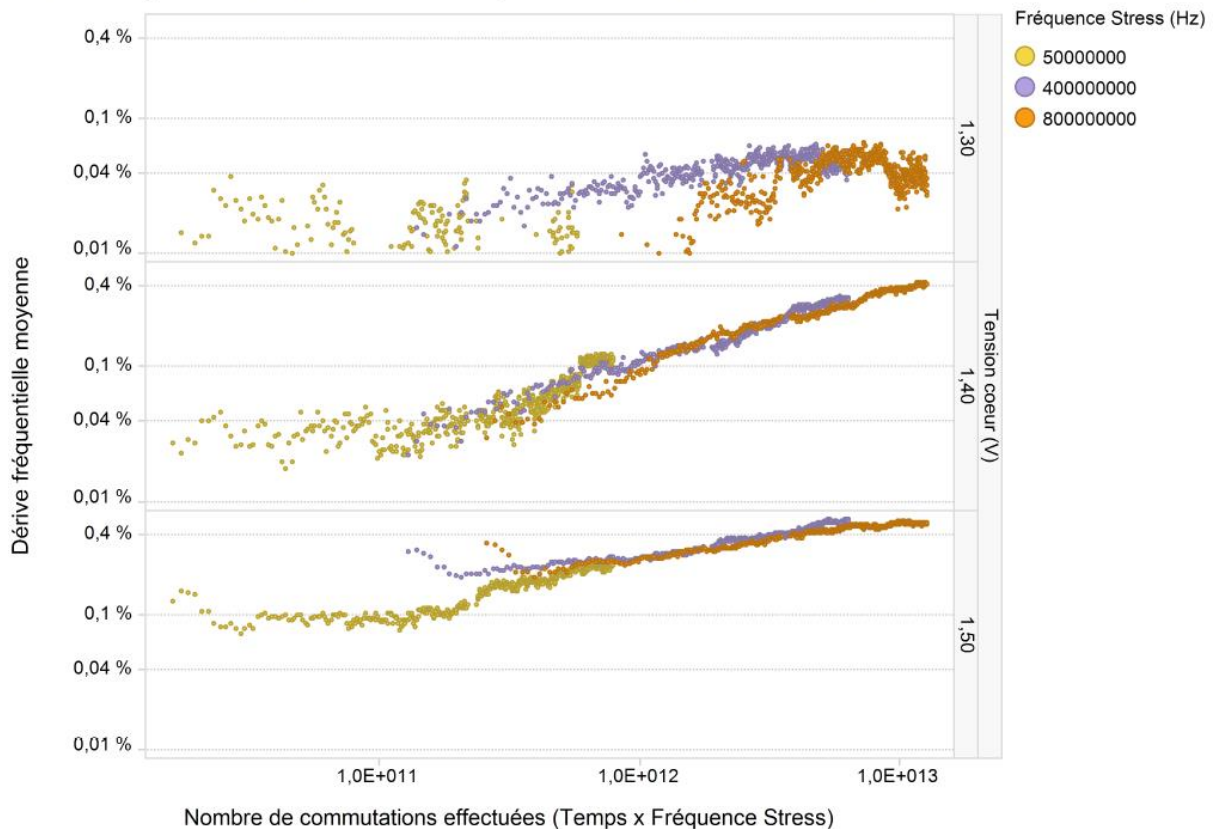 Fréquence Stress (Hz)
50000000
400000000
800000000
Dérive fréquentielle moyenne
0,4 %
0,1 %
0,04 %
0,01 %
1,30
0,4 %
0,1 %
0,04 %
0,01 %
1,40
Tension coeur (V)
0,4 %
0,1 %
0,04 %
0,01 %
1,50
1,0E+011
1,0E+012
1,0E+013
Nombre de commutations effectuées (Temps x Fréquence Stress)